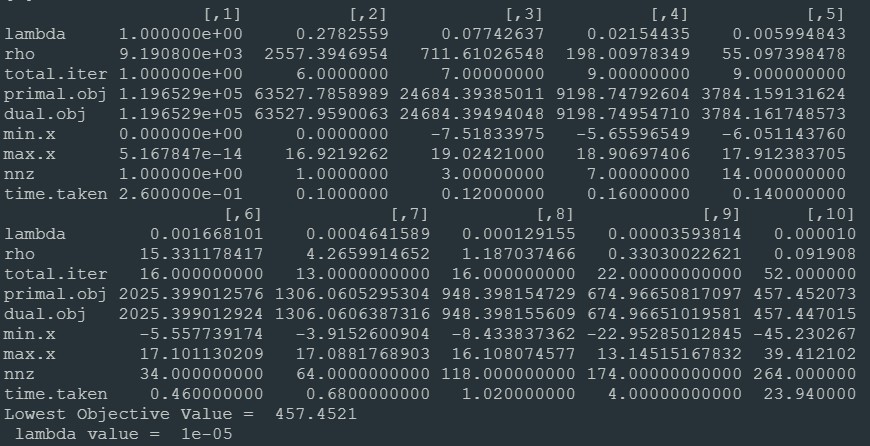 [,1] [,2] [,3] [,4] [,5]
lambda 1.000000e+00 0.2782559 0.07742637 0.02154435 0.005994843
rho 9.190800e+03 2557.3946954 711.61026548 198.00978349 55.097398478
total.iter 1.000000e+00 6.0000000 7.00000000 9.00000000 9.000000000
primal.obj 1.196529e+05 63527.7858989 24684.39385011 9198.74792604 3784.159131624
dual.obj 1.196529e+05 63527.9590063 24684.39494048 9198.74954710 3784.161748573
min.x 0.000000e+00 0.0000000 -7.51833975 -5.65596549 -6.051143760
max.x 5.167847e-14 16.9219262 19.02421000 18.90697406 17.912383705
nnz 1.000000e+00 1.0000000 3.00000000 7.00000000 14.000000000
time.taken 2.600000e-01 0.1000000 0.12000000 0.16000000 0.140000000
[,6] [,7] [,8] [,9] [,10]
lambda 0.001668101 0.0004641589 0.000129155 0.00003593814 0.000010
rho 15.331178417 4.2659914652 1.187037466 0.33030022621 0.091908
total.iter 16.000000000 13.0000000000 16.000000000 22.00000000000 52.000000
primal.obj 2025.399012576 1306.0605295304 948.398154729 674.96650817097 457.452073
dual.obj 2025.399012924 1306.0606387316 948.398155609 674.96651019581 457.447015
min.x -5.557739174 -3.9152600904 -8.433837362 -22.95285012845 -45.230267
max.x 17.101130209 17.0881768903 16.108074577 13.14515167832 39.412102
nnz 34.000000000 64.0000000000 118.000000000 174.00000000000 264.000000
time.taken 0.460000000 0.6800000000 1.020000000 4.00000000000 23.940000
Lowest Objective Value =  457.4521
lambda value =  1e-05